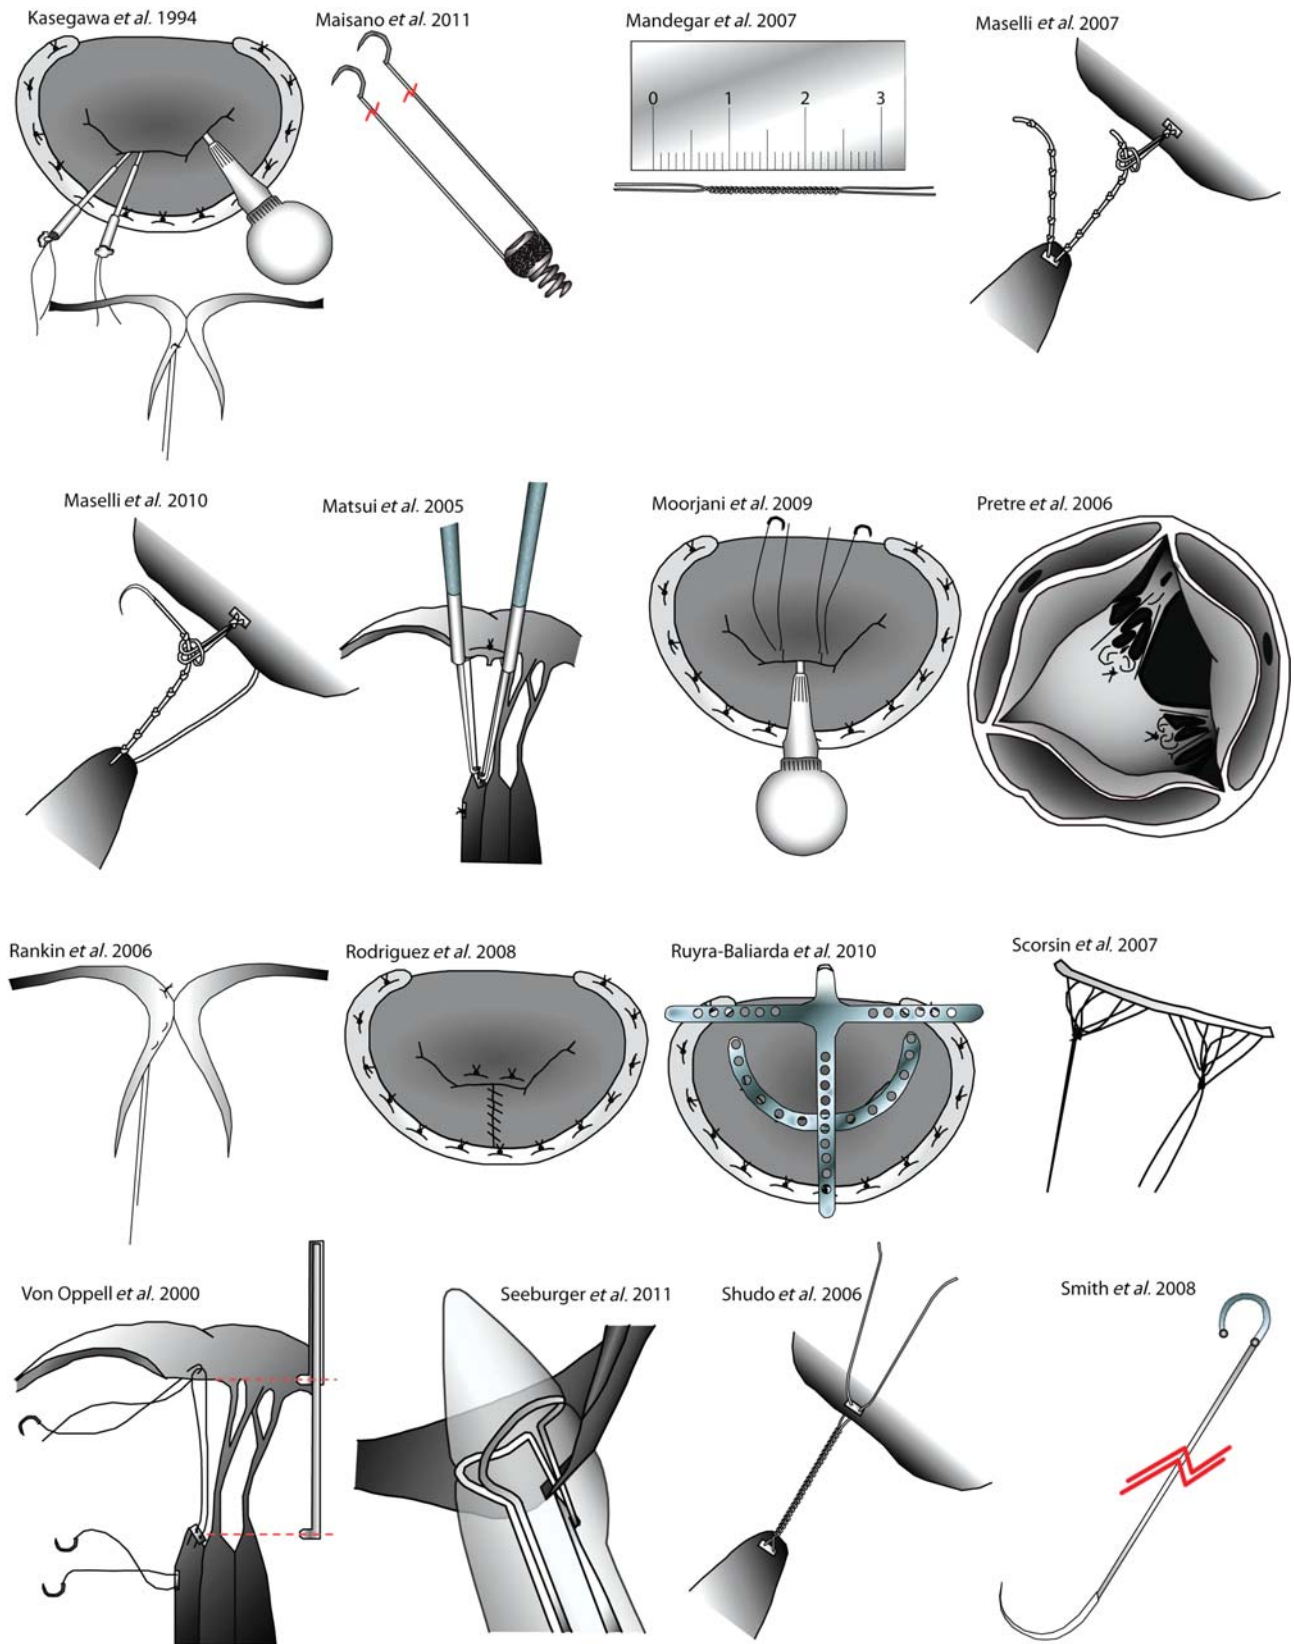 Kasegawa et al. 1994
Maisano et al. 2011
Mandegar et al. 2007
Maselli et al. 2007
0 1 2 3
Maselli et al. 2010
Matsui et al. 2005
Moorjani et al. 2009
Pretre et al. 2006
Rankin et al. 2006
Rodriguez et al. 2008
Ruyra-Baliarda et al. 2010
Scorsin et al. 2007
Von Oppell et al. 2000
Seeburger et al. 2011
Shudo et al. 2006
Smith et al. 2008